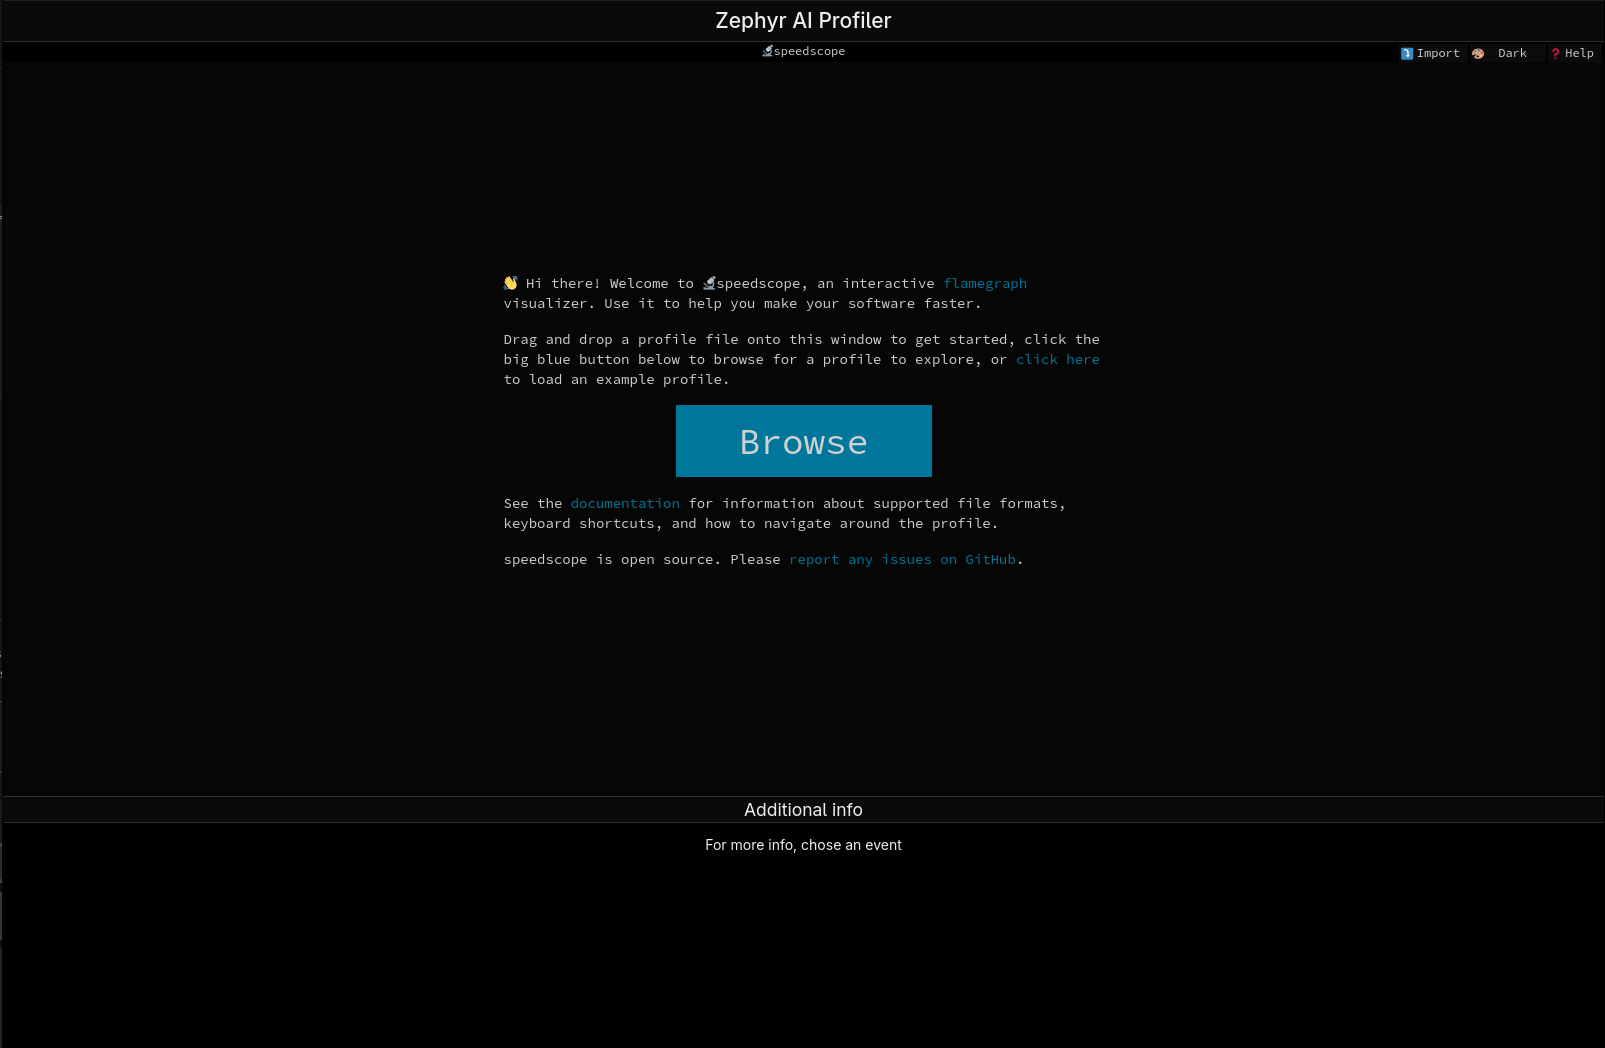 Zephyr AI Profiler
🔬speedscope
⤵️Import 🎨 Dark ❓Help
👋 Hi there! Welcome to 🔬speedscope, an interactive flamegraph
visualizer. Use it to help you make your software faster.
Drag and drop a profile file onto this window to get started, click the
big blue button below to browse for a profile to explore, or click here
to load an example profile.
Browse
See the documentation for information about supported file formats,
keyboard shortcuts, and how to navigate around the profile.
speedscope is open source. Please report any issues on GitHub.
Additional info
For more info, chose an event